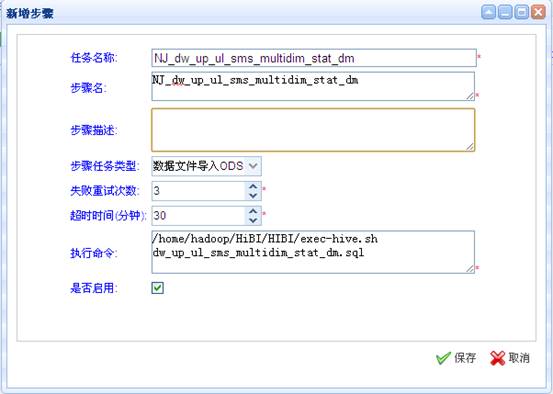 新增步骤
任务名称: NJ_dw_up_ul_sms_multidim_stat_dm *
步骤名: NJ_dw_up_ul_sms_multidim_stat_dm *
步骤描述:
步骤任务类型: 数据文件导入ODS
失败重试次数: 3 *
超时时间(分钟): 30 *
执行命令: /home/hadoop/HiBI/HIBI/exec-hive.sh
dw_up_ul_sms_multidim_stat_dm.sql *
是否启用:
保存 取消